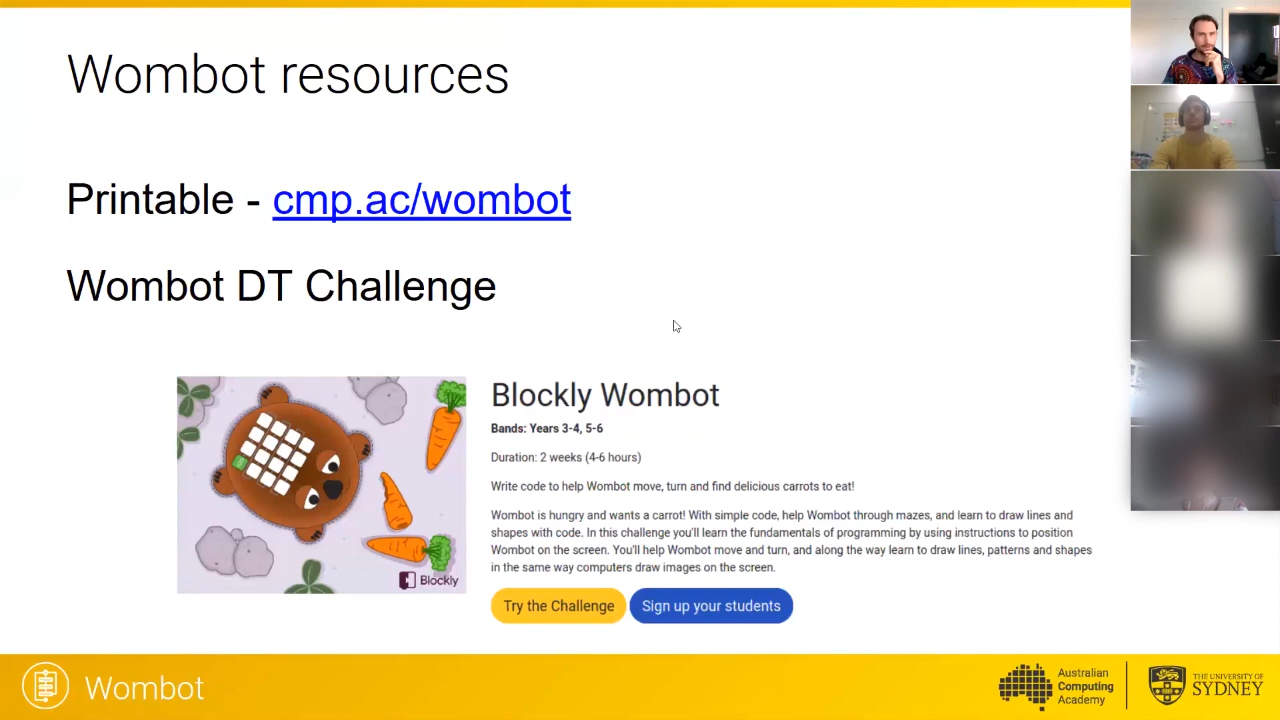 Wombot resources
Printable - cmp.ac/wombot
Wombot DT Challenge
Blockly
Blockly Wombot
Bands: Years 3-4, 5-6
Duration: 2 weeks (4-6 hours)
Write code to help Wombot move, turn and find delicious carrots to eat!
Wombot is hungry and wants a carrot! With simple code, help Wombot through mazes, and learn to draw lines and
shapes with code. In this challenge you'll learn the fundamentals of programming by using instructions to position
Wombot on the screen. You'll help Wombot move and turn, and along the way learn to draw lines, patterns and shapes
in the same way computers draw images on the screen.
Try the Challenge
Sign up your students
Wombot
Australian
Computing
Academy
THE UNIVERSITY OF
SYDNEY